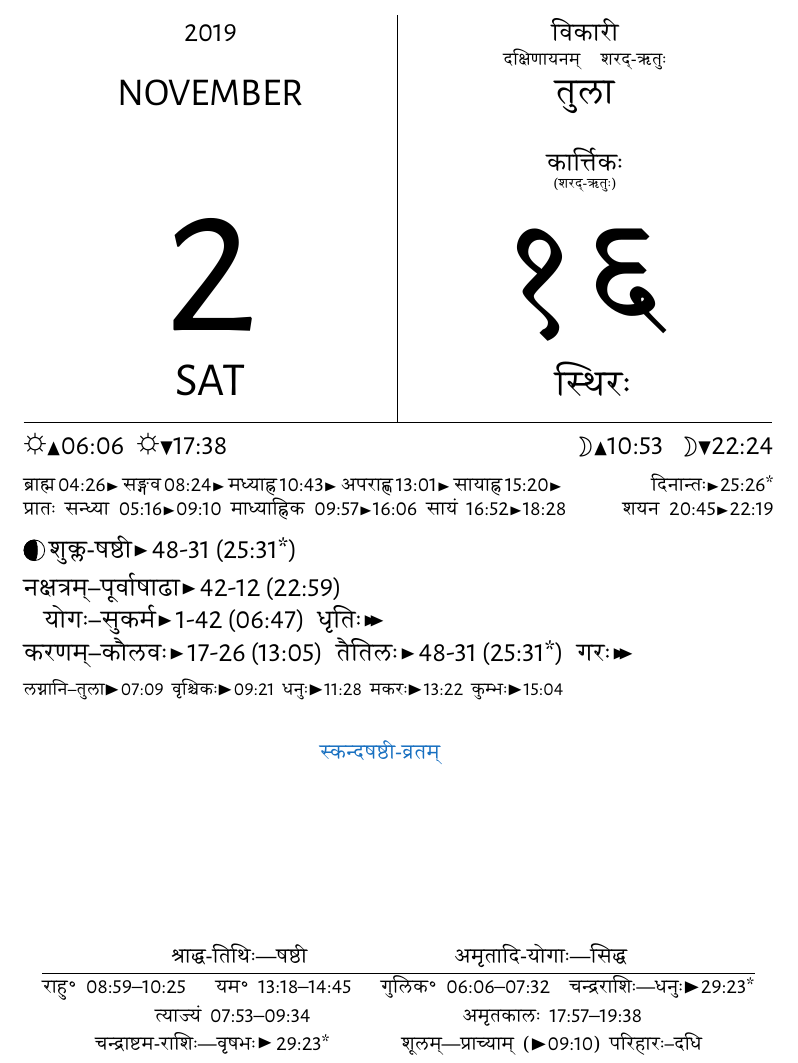 2019
NOVEMBER
2
SAT
विकारी
दक्षिणायनम् शरद्-ऋतुः
तुला
कार्त्तिकः
(शरद्-ऋतुः)
१६
स्थिरः
☼▲06:06 ☼▼17:38 ☽▲10:53 ☽▼22:24
ब्राह्म 04:26► सङ्गव 08:24► मध्याह्न 10:43► अपराह्ण 13:01► सायाह्न 15:20► दिनान्तः►25:26*
प्रातः सन्ध्या 05:16►09:10 माध्याह्निक 09:57►16:06 सायं 16:52►18:28 शयन 20:45►22:19
शुक्ल-षष्ठी► 48-31 (25:31*)
नक्षत्रम्–पूर्वाषाढा► 42-12 (22:59)
योगः–सुकर्म► 1-42 (06:47) धृतिः►►
करणम्–कौलवः►17-26 (13:05) तैतिलः►48-31 (25:31*) गरः►►
लग्नानि–तुला►07:09 वृश्चिकः►09:21 धनुः►11:28 मकरः►13:22 कुम्भः►15:04
स्कन्दषष्ठी-व्रतम्
श्राद्ध-तिथिः—षष्ठी अमृतादि-योगाः—सिद्ध
राहु॰ 08:59–10:25 यम॰ 13:18–14:45 गुलिक॰ 06:06–07:32 चन्द्रराशिः—धनुः►29:23*
त्याज्यं 07:53–09:34 अमृतकालः 17:57–19:38
चन्द्राष्टम-राशिः—वृषभः► 29:23* शूलम्—प्राच्याम् (►09:10) परिहारः–दधि